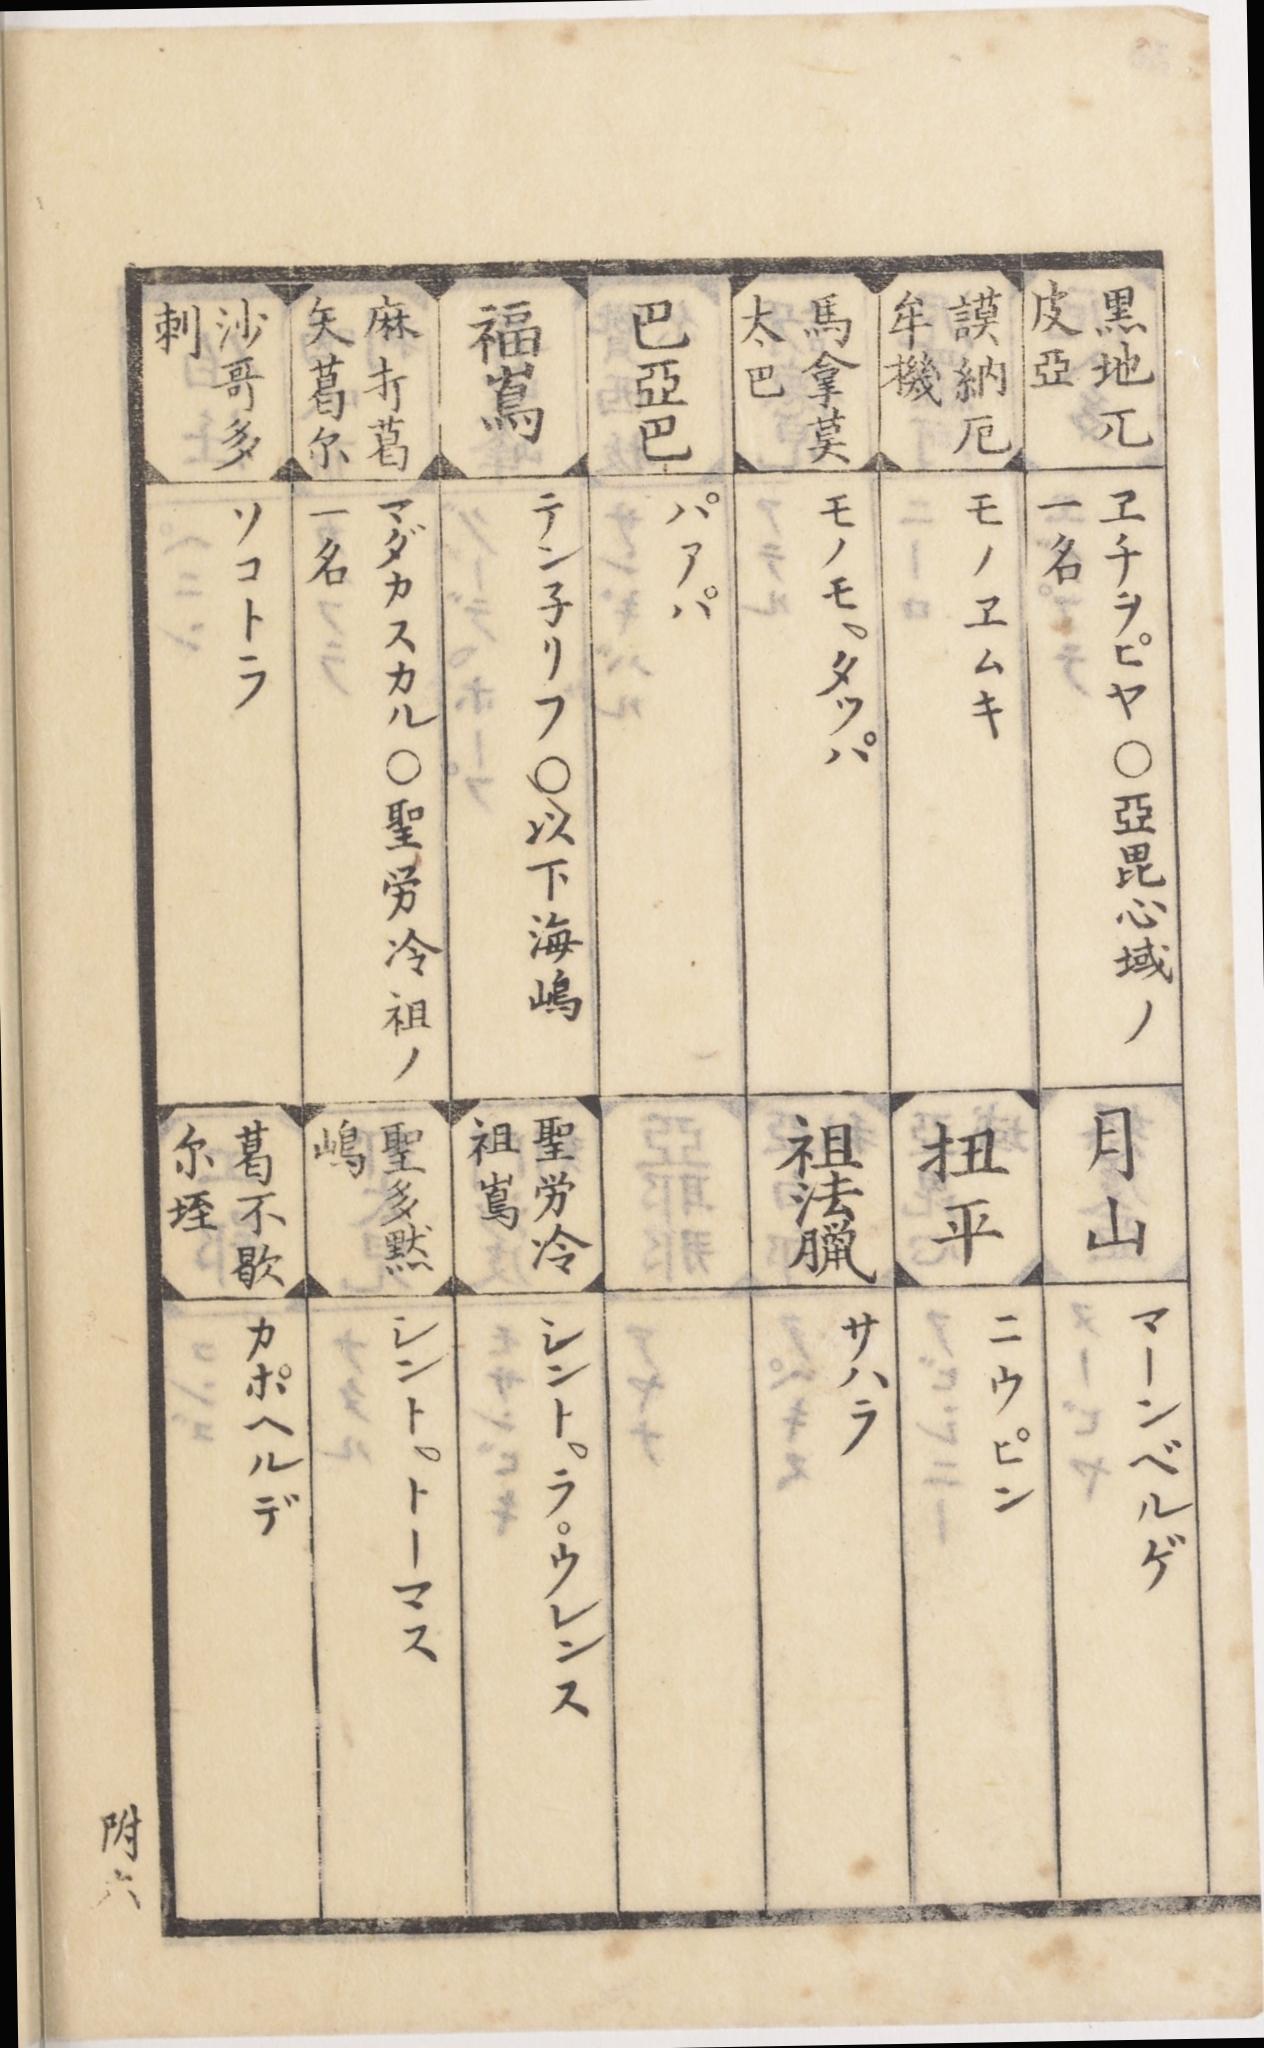 黒地兀
皮亞
ヱチヲピヤ○亞毘心域ノ
一名
謨納厄
牟機
モノヱムキ
馬拿莫
太巴
モノモ゜タツパ
巴亞巴
パアパ
福嶌
テン子リフ○以下海嶋
麻打葛
矢葛尓
マダカスカル○聖労冷祖ノ
一名
沙哥多
刺
ソコトラ
月山
マーンベルゲ
扭平
ニウピン
祖法臘
サハラ
聖労冷
祖嶌
シント゜ラ。ウレンス
聖多黙
嶋
シント゜トーマス
葛不歇
尓垤
カポヘルデ
附六